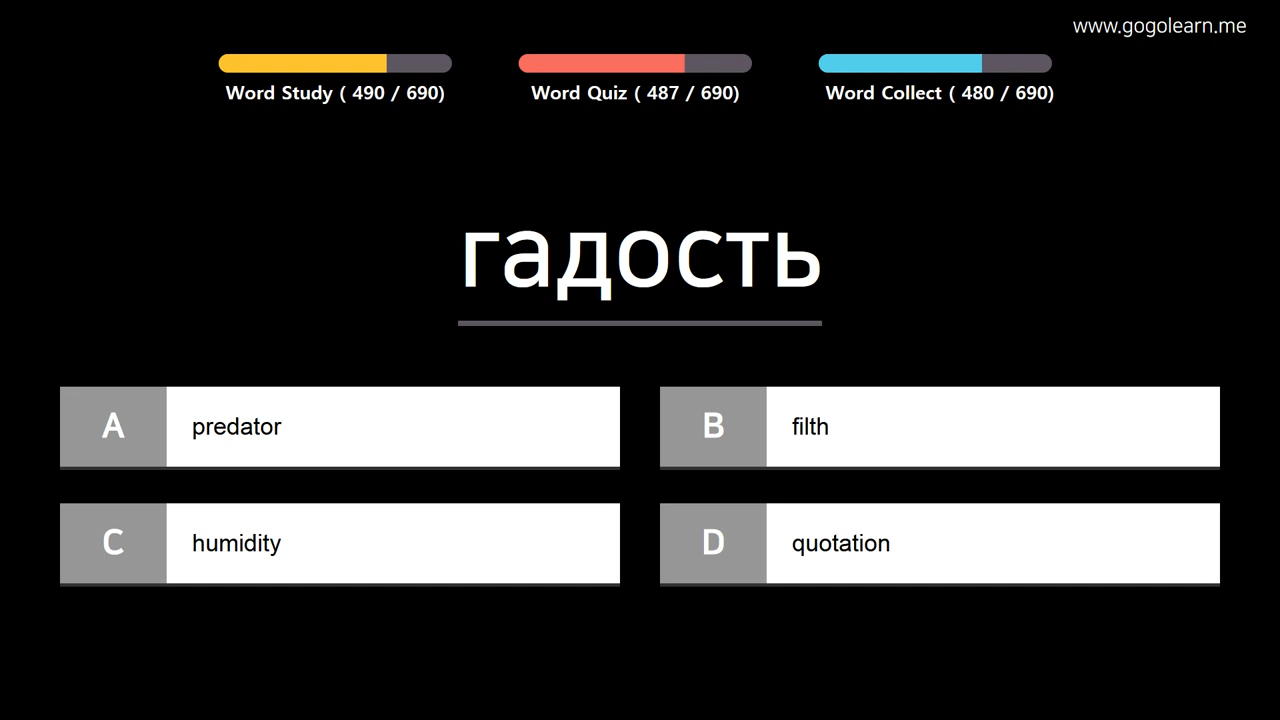 www.gogolearn.me
Word Study ( 490 / 690)
Word Quiz ( 487 / 690)
Word Collect ( 480 / 690)
гадость
A predator
B filth
C humidity
D quotation